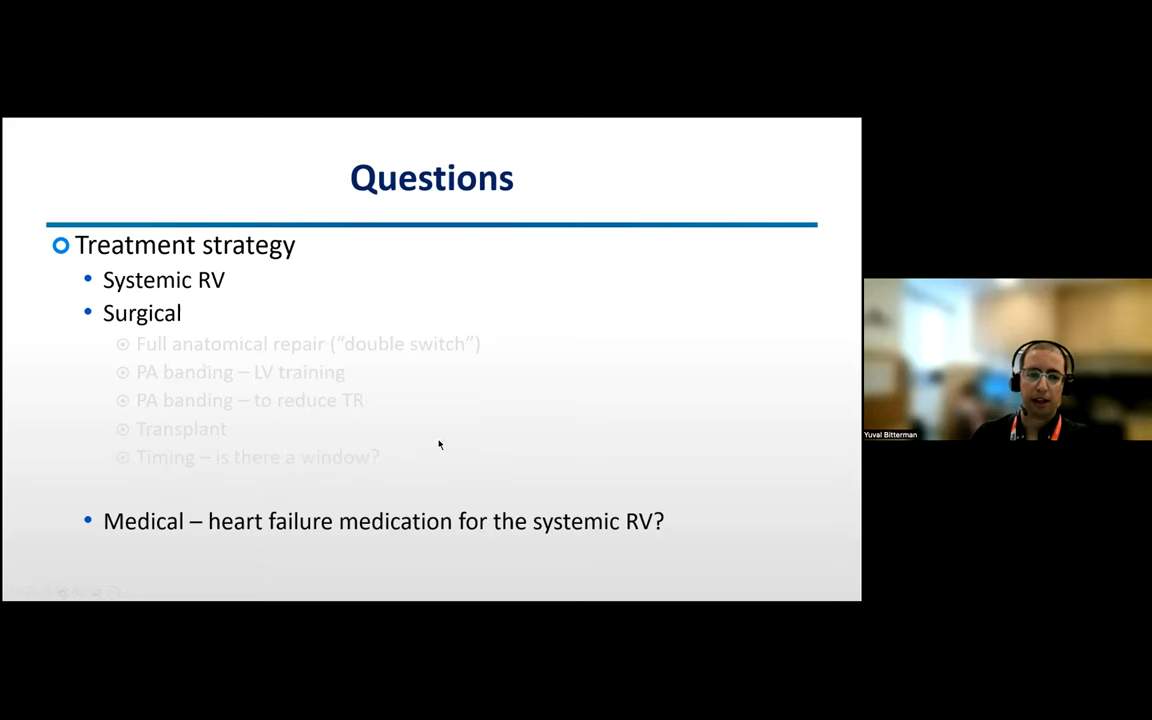 Questions
Treatment strategy
Systemic RV
Surgical
Full anatomical repair (“double switch”)
PA banding – LV training
PA banding – to reduce TR
Transplant
Timing – is there a window?
Medical – heart failure medication for the systemic RV?
Yuval Bitterman